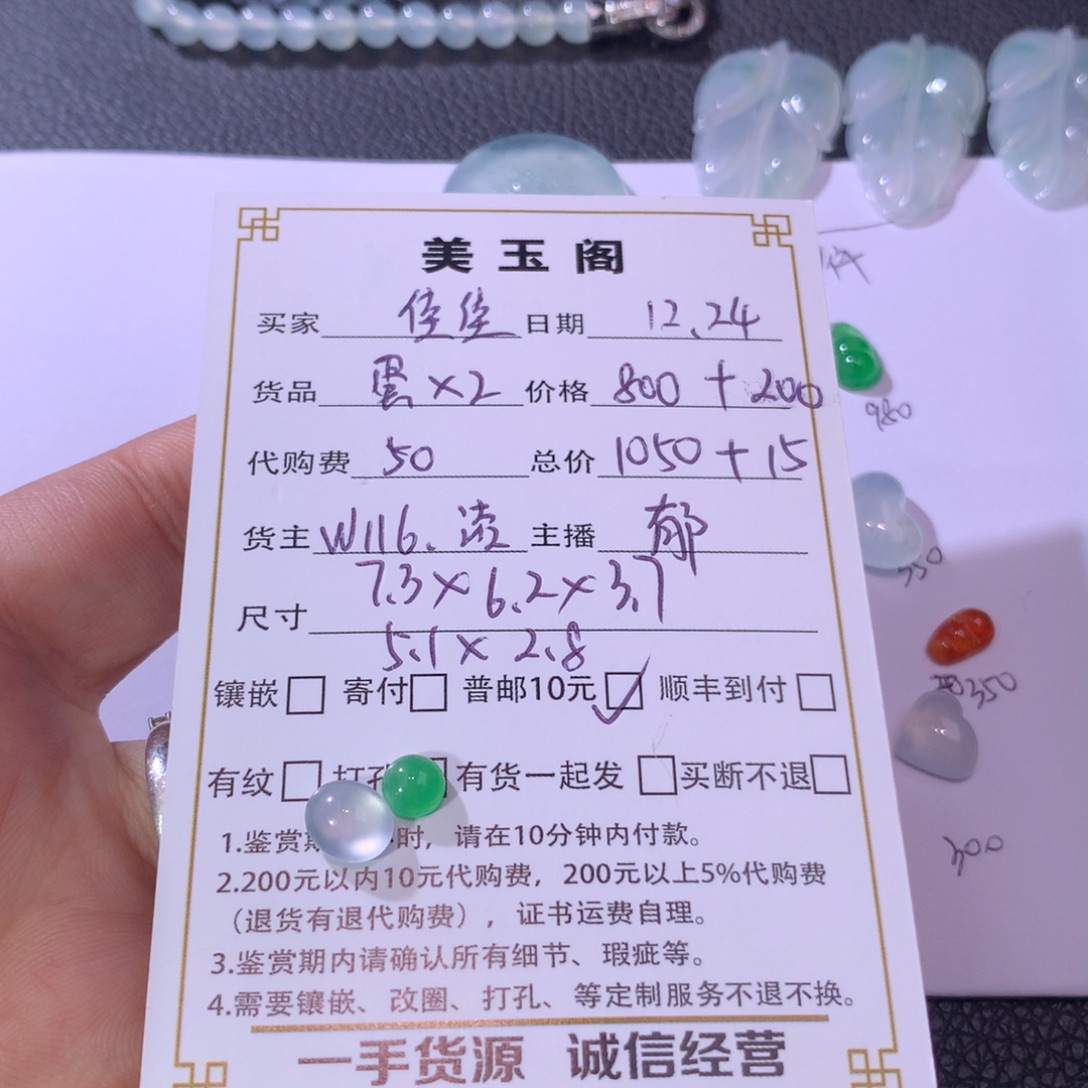 美玉阁
买家 佳佳 日期 12.24
货品 蛋×2 价格 800+200
代购费 50 总价 1050+15
货主 W116.凌 主播 郁
7.3×6.2×3.7
尺寸
5.1×2.8
镶嵌□ 寄付□ 普邮10元☑ 顺丰到付□
有纹□ 打孔□ 有货一起发□ 买断不退□
1.鉴赏期 时，请在10分钟内付款。
2.200元以内10元代购费，200元以上5%代购费
（退货有退代购费），证书运费自理。
3.鉴赏期内请确认所有细节、瑕疵等。
4.需要镶嵌、改圈、打孔、等定制服务不退不换。
一手货源 诚信经营
980
350
300